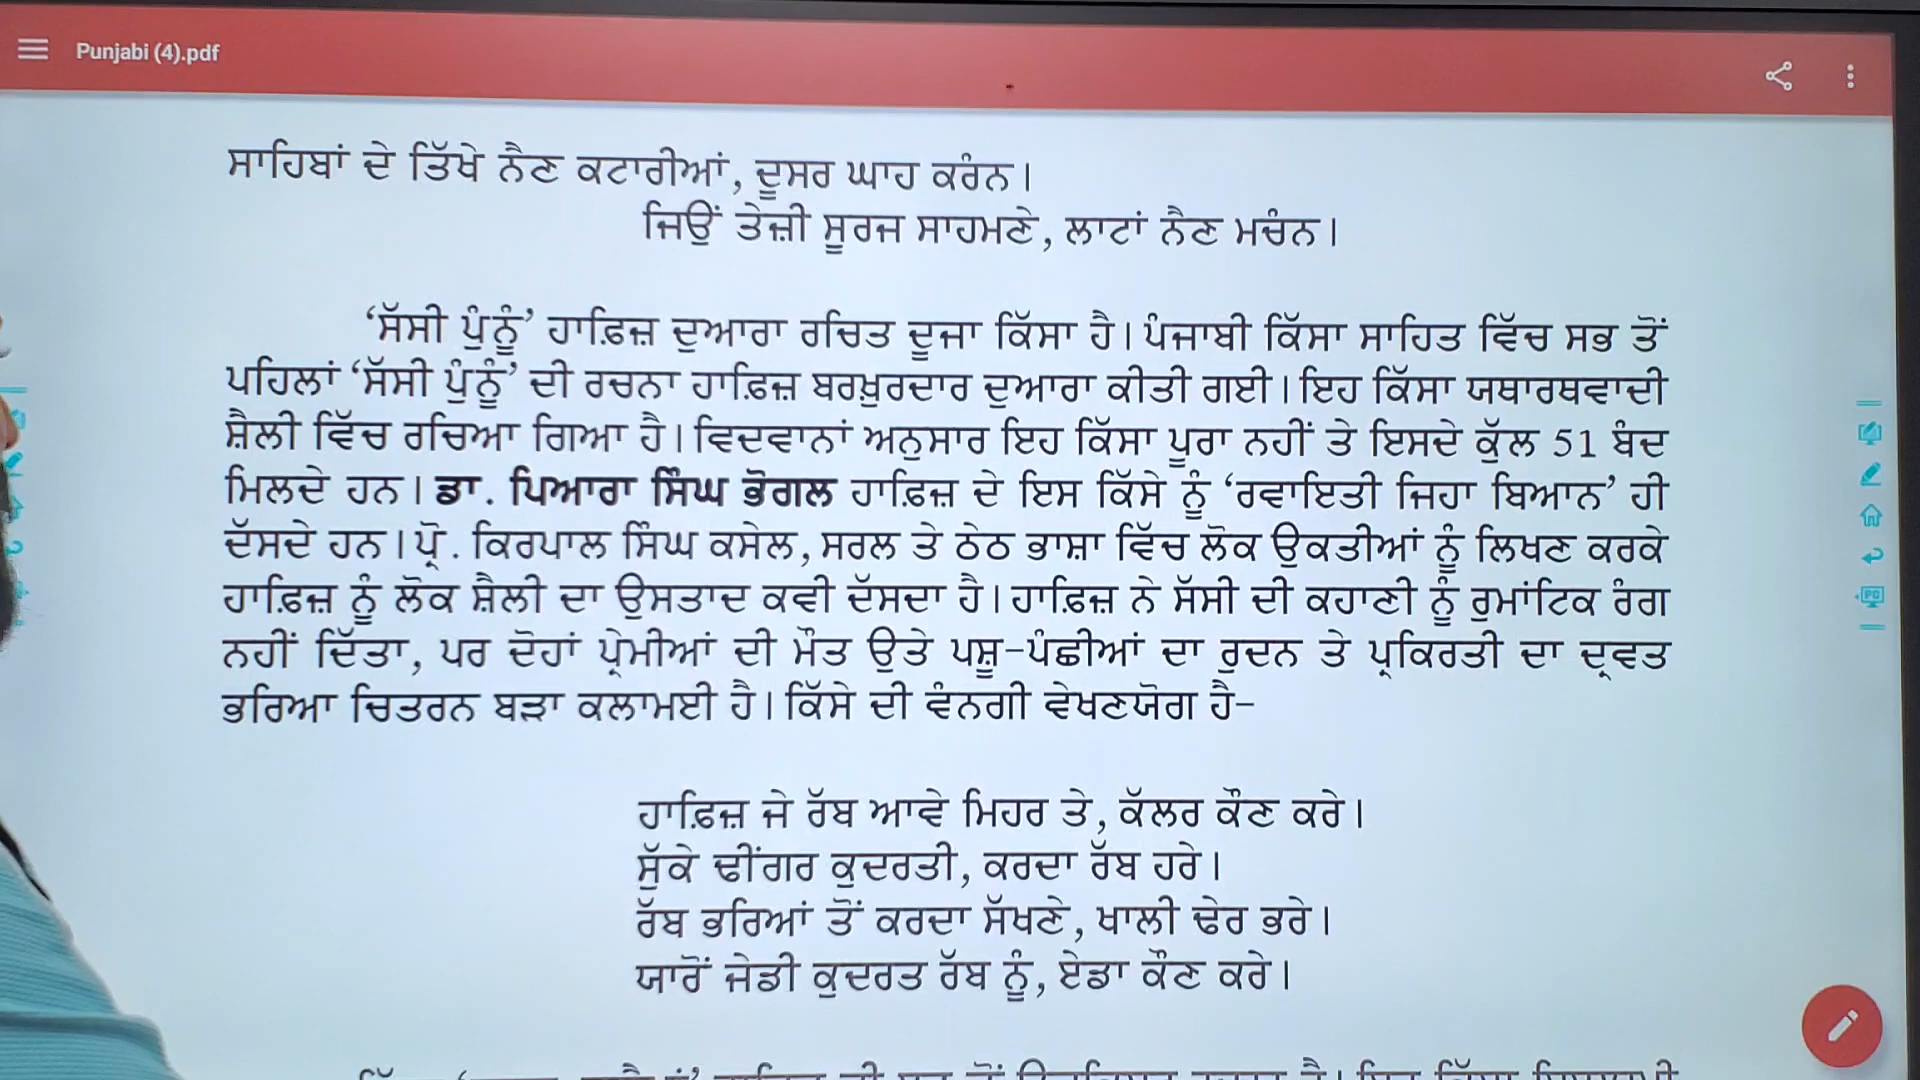 Punjabi (4).pdf
ਸਾਹਿਬਾਂ ਦੇ ਤਿੱਖੇ ਨੈਣ ਕਟਾਰੀਆਂ, ਦੂਸਰ ਘਾਹ ਕਰੰਨ।
ਜਿਉਂ ਤੇਜ਼ੀ ਸੂਰਜ ਸਾਹਮਣੇ, ਲਾਟਾਂ ਨੈਣ ਮਚੰਨ।
‘ਸੱਸੀ ਪੁੰਨੂੰ’ ਹਾਫ਼ਿਜ਼ ਦੁਆਰਾ ਰਚਿਤ ਦੂਜਾ ਕਿੱਸਾ ਹੈ। ਪੰਜਾਬੀ ਕਿੱਸਾ ਸਾਹਿਤ ਵਿੱਚ ਸਭ ਤੋਂ
ਪਹਿਲਾਂ ‘ਸੱਸੀ ਪੁੰਨੂੰ’ ਦੀ ਰਚਨਾ ਹਾਫ਼ਿਜ਼ ਬਰਖ਼ੁਰਦਾਰ ਦੁਆਰਾ ਕੀਤੀ ਗਈ। ਇਹ ਕਿੱਸਾ ਯਥਾਰਥਵਾਦੀ
ਸ਼ੈਲੀ ਵਿੱਚ ਰਚਿਆ ਗਿਆ ਹੈ। ਵਿਦਵਾਨਾਂ ਅਨੁਸਾਰ ਇਹ ਕਿੱਸਾ ਪੂਰਾ ਨਹੀਂ ਤੇ ਇਸਦੇ ਕੁੱਲ 51 ਬੰਦ
ਮਿਲਦੇ ਹਨ। ਡਾ. ਪਿਆਰਾ ਸਿੰਘ ਭੋਗਲ ਹਾਫ਼ਿਜ਼ ਦੇ ਇਸ ਕਿੱਸੇ ਨੂੰ ‘ਰਵਾਇਤੀ ਜਿਹਾ ਬਿਆਨ’ ਹੀ
ਦੱਸਦੇ ਹਨ। ਪ੍ਰੋ. ਕਿਰਪਾਲ ਸਿੰਘ ਕਸੇਲ, ਸਰਲ ਤੇ ਠੇਠ ਭਾਸ਼ਾ ਵਿੱਚ ਲੋਕ ਉਕਤੀਆਂ ਨੂੰ ਲਿਖਣ ਕਰਕੇ
ਹਾਫ਼ਿਜ਼ ਨੂੰ ਲੋਕ ਸ਼ੈਲੀ ਦਾ ਉਸਤਾਦ ਕਵੀ ਦੱਸਦਾ ਹੈ। ਹਾਫ਼ਿਜ਼ ਨੇ ਸੱਸੀ ਦੀ ਕਹਾਣੀ ਨੂੰ ਰੁਮਾਂਟਿਕ ਰੰਗ
ਨਹੀਂ ਦਿੱਤਾ, ਪਰ ਦੋਹਾਂ ਪ੍ਰੇਮੀਆਂ ਦੀ ਮੌਤ ਉਤੇ ਪਸ਼ੂ-ਪੰਛੀਆਂ ਦਾ ਰੁਦਨ ਤੇ ਪ੍ਰਕਿਰਤੀ ਦਾ ਦ੍ਰਵਤ
ਭਰਿਆ ਚਿਤਰਨ ਬੜਾ ਕਲਾਮਈ ਹੈ। ਕਿੱਸੇ ਦੀ ਵੰਨਗੀ ਵੇਖਣਯੋਗ ਹੈ-
ਹਾਫ਼ਿਜ਼ ਜੇ ਰੱਬ ਆਵੇ ਮਿਹਰ ਤੇ, ਕੱਲਰ ਕੌਣ ਕਰੇ।
ਸੁੱਕੇ ਢੀਂਗਰ ਕੁਦਰਤੀ, ਕਰਦਾ ਰੱਬ ਹਰੇ।
ਰੱਬ ਭਰਿਆਂ ਤੋਂ ਕਰਦਾ ਸੱਖਣੇ, ਖਾਲੀ ਢੇਰ ਭਰੇ।
ਯਾਰੋਂ ਜੇਡੀ ਕੁਦਰਤ ਰੱਬ ਨੂੰ, ਏਡਾ ਕੌਣ ਕਰੇ।